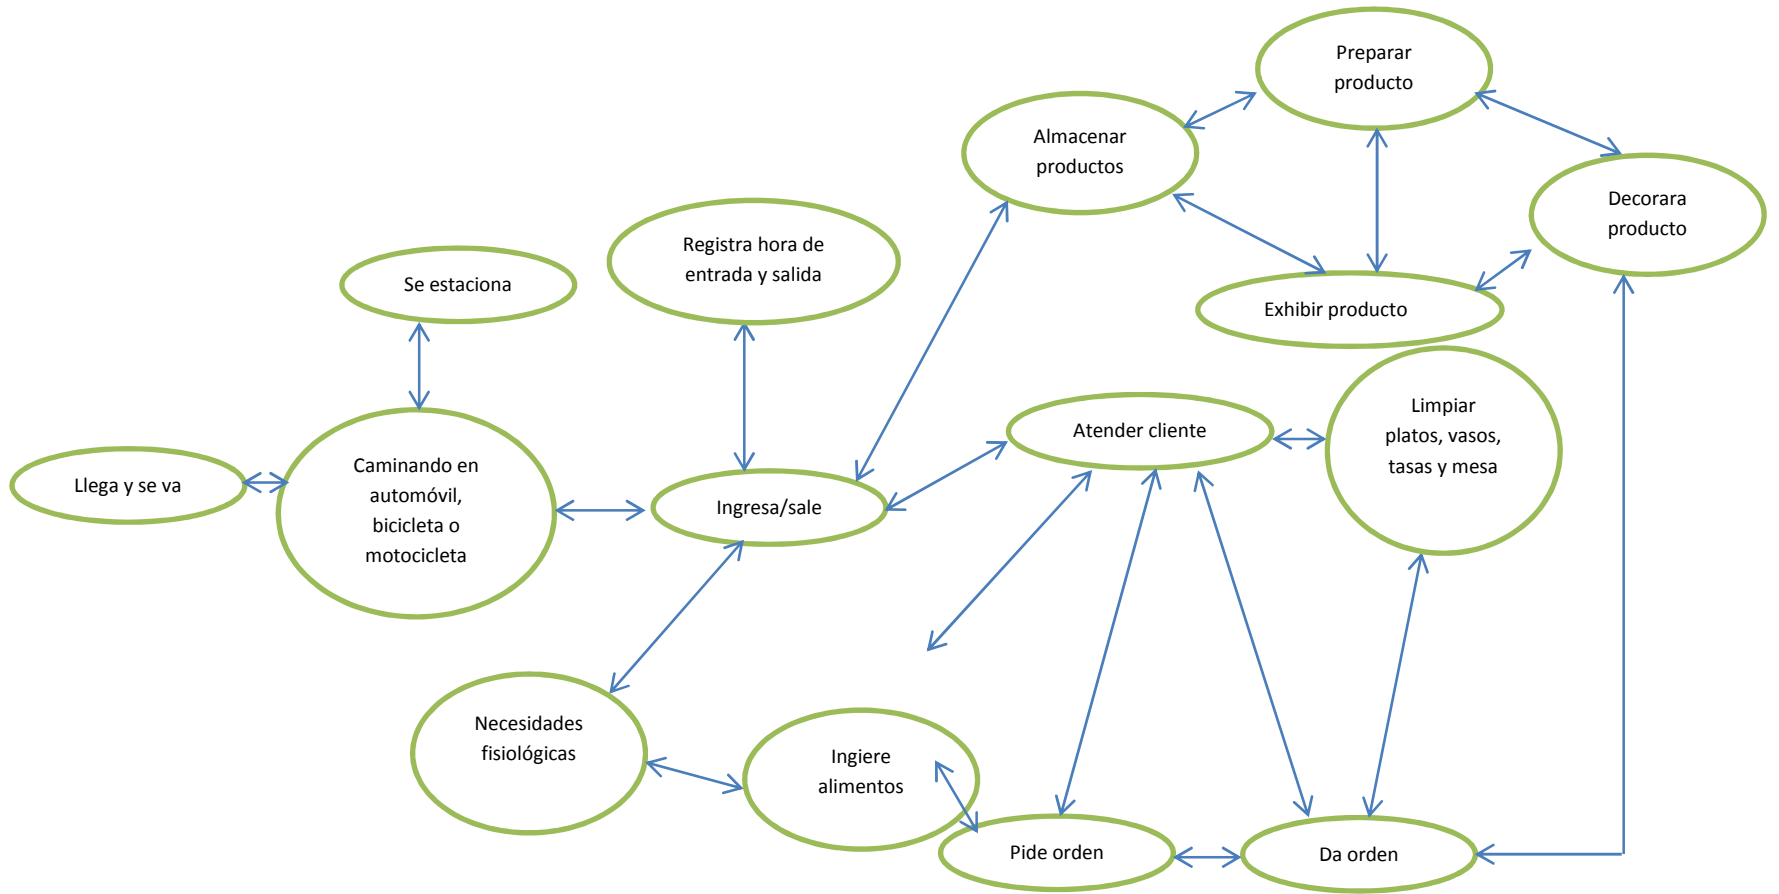 Preparar
producto
Almacenar
productos
Decorara
producto
Registra hora de
entrada y salida
Se estaciona
Exhibir producto
Limpiar
platos, vasos,
tasas y mesa
Atender cliente
Caminando en
automóvil,
bicicleta o
motocicleta
Llega y se va
Ingresa/sale
Necesidades
fisiológicas
Ingiere
alimentos
Pide orden
Da orden